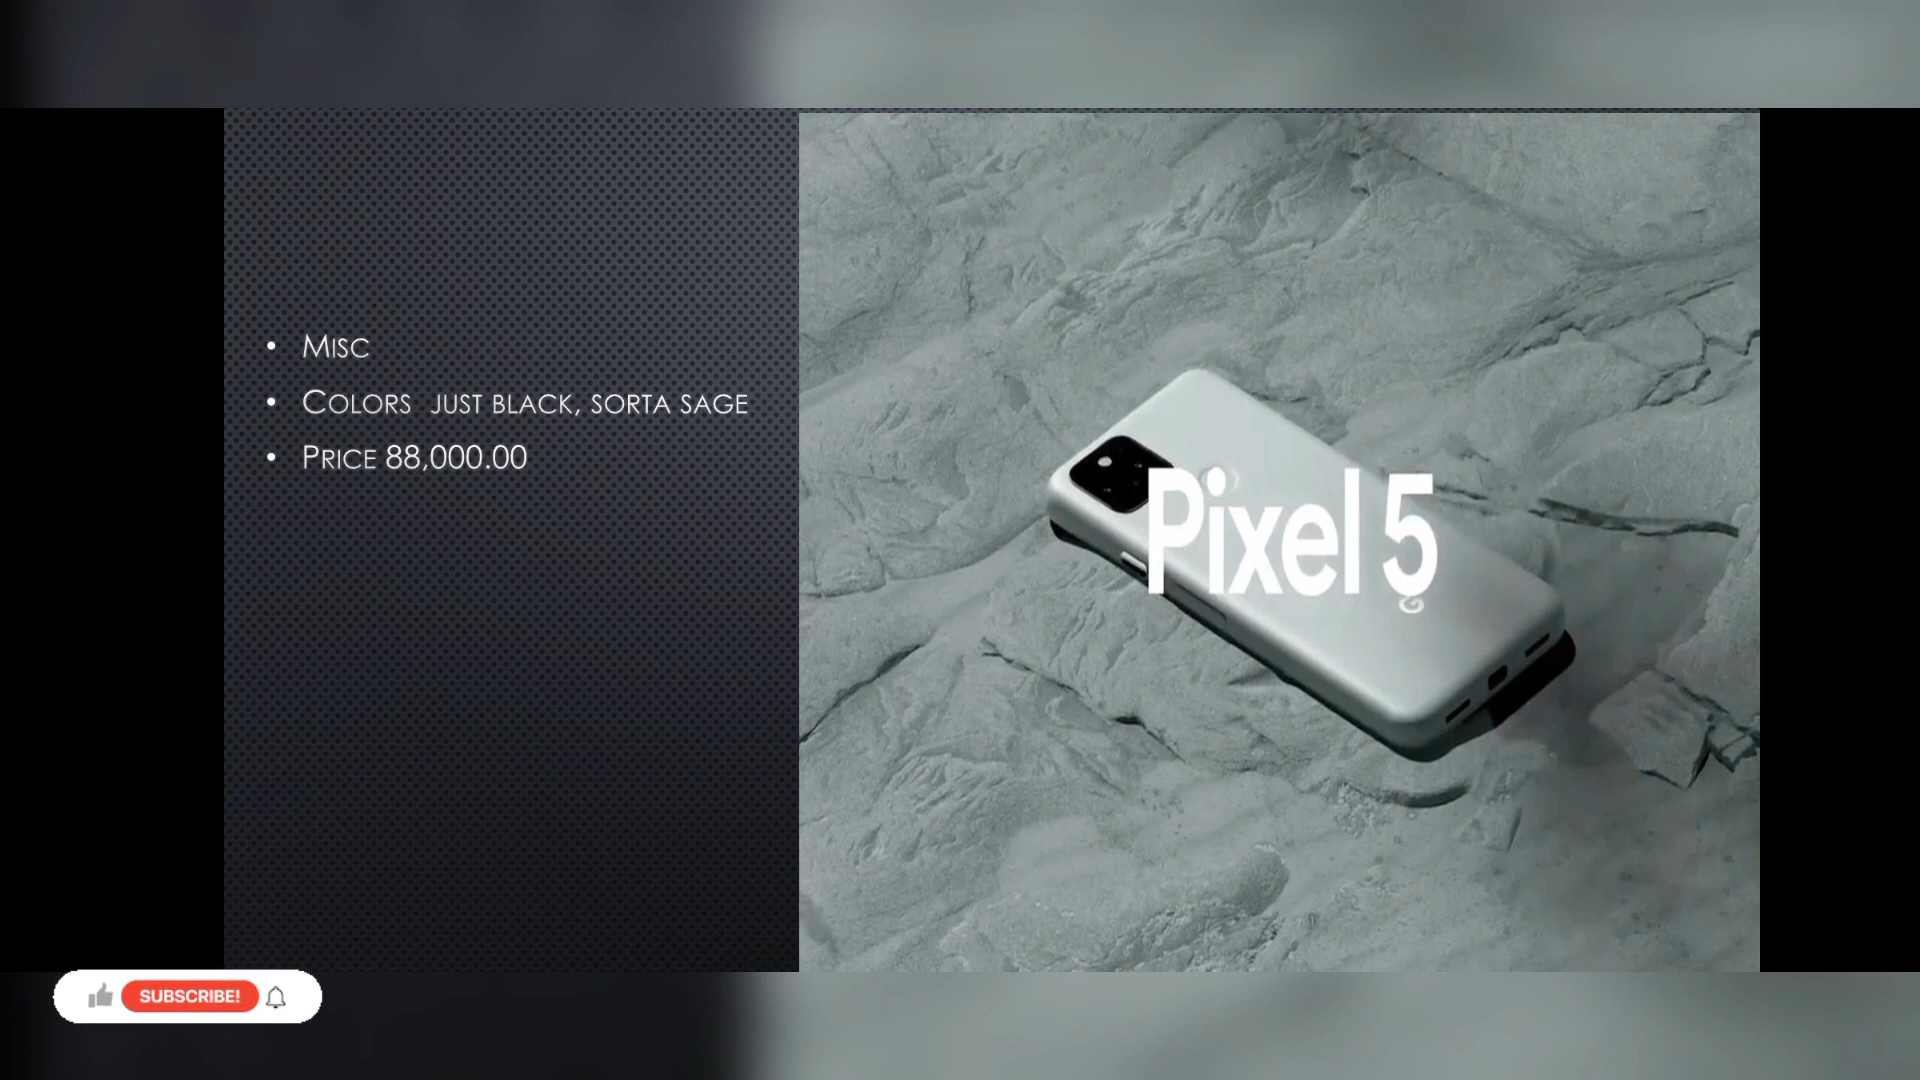 • Misc
• Colors just black, sorta sage
• Price 88,000.00
Pixel 5
SUBSCRIBE!